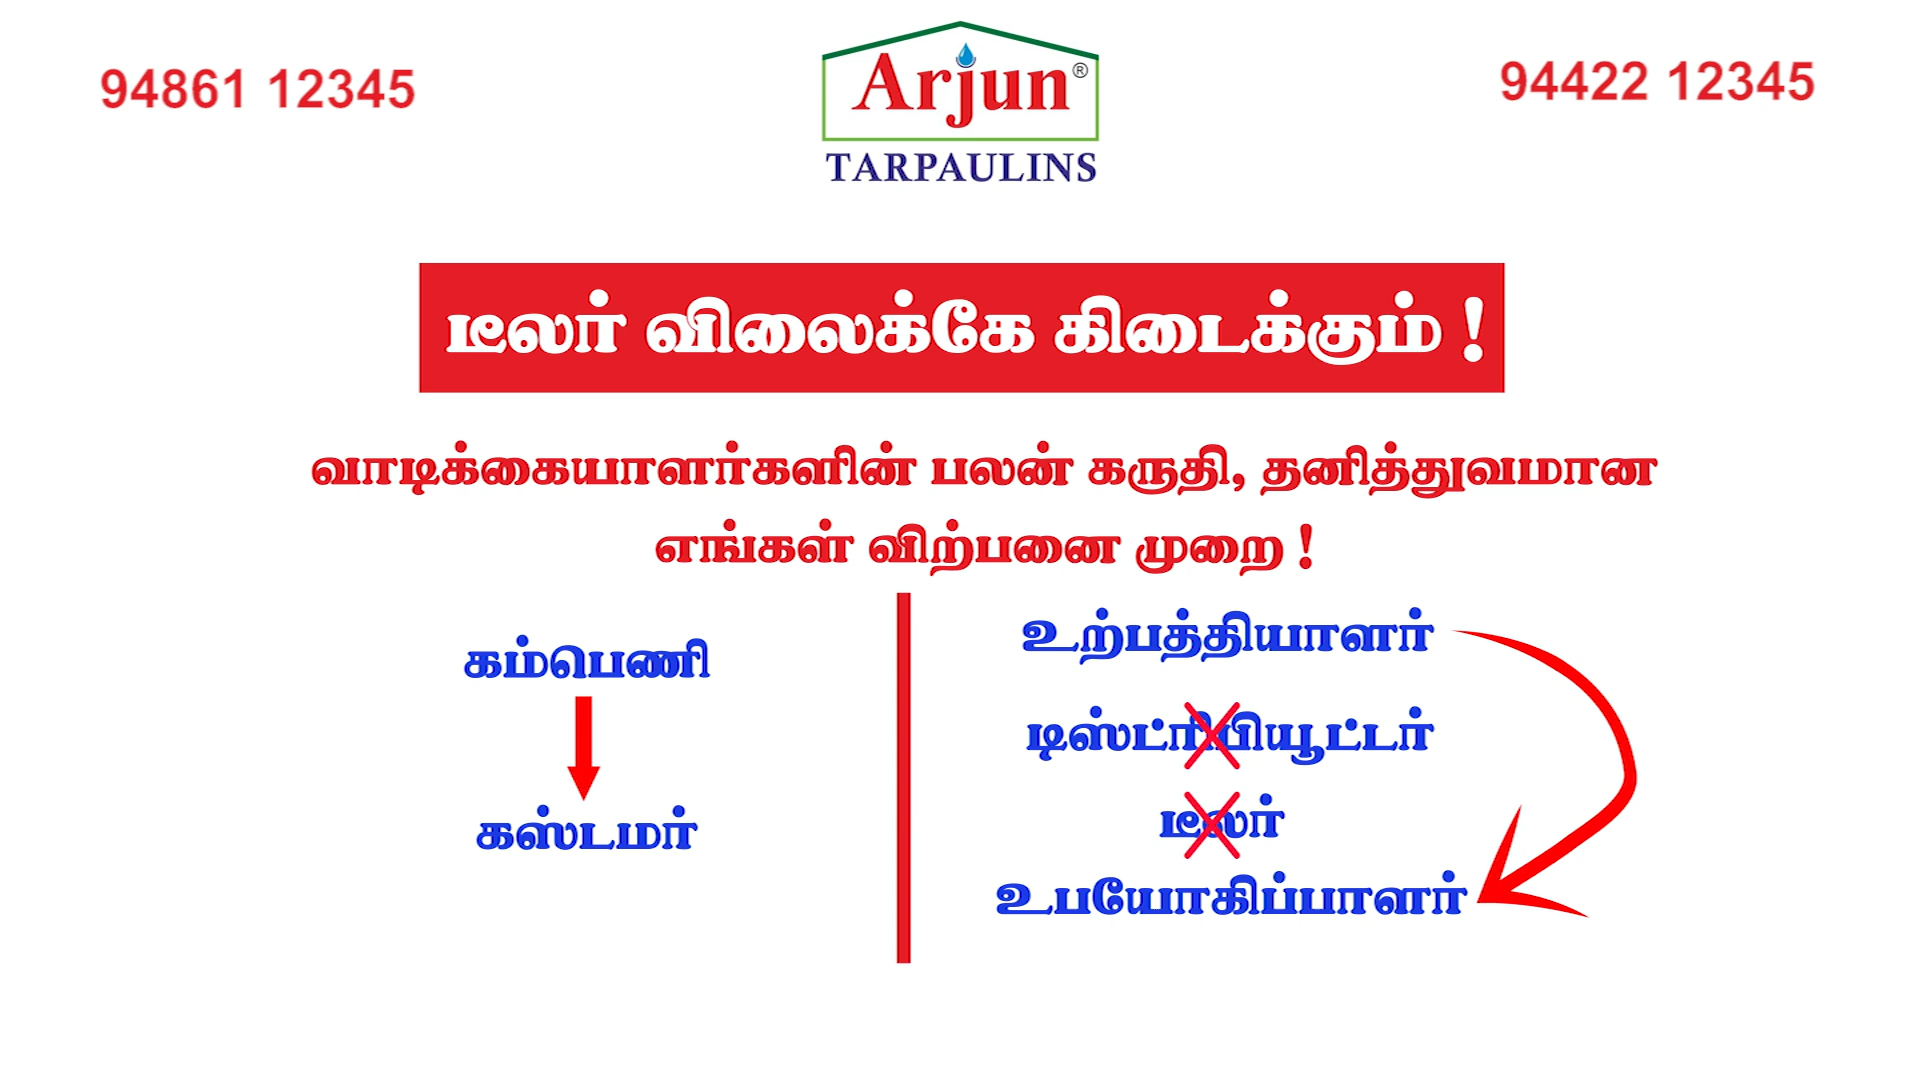 94861 12345
Arjun®
TARPAULINS
94422 12345
டீலர் விலைக்கே கிடைக்கும் !
வாடிக்கையாளர்களின் பலன் கருதி, தனித்துவமான
எங்கள் விற்பனை முறை !
கம்பெணி
கஸ்டமர்
உற்பத்தியாளர்
டிஸ்ட்ரிபியூட்டர்
டீலர்
உபயோகிப்பாளர்